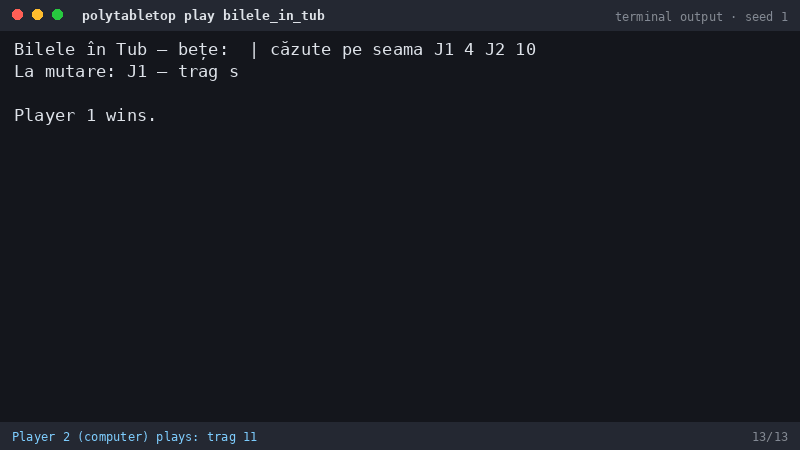 polytabletop play bilele_in_tub
terminal output · seed 1
Bilele în Tub — bețe:  | căzute pe seama J1 4 J2 10
La mutare: J1 — trag s
Player 1 wins.
Player 2 (computer) plays: trag 11
13/13